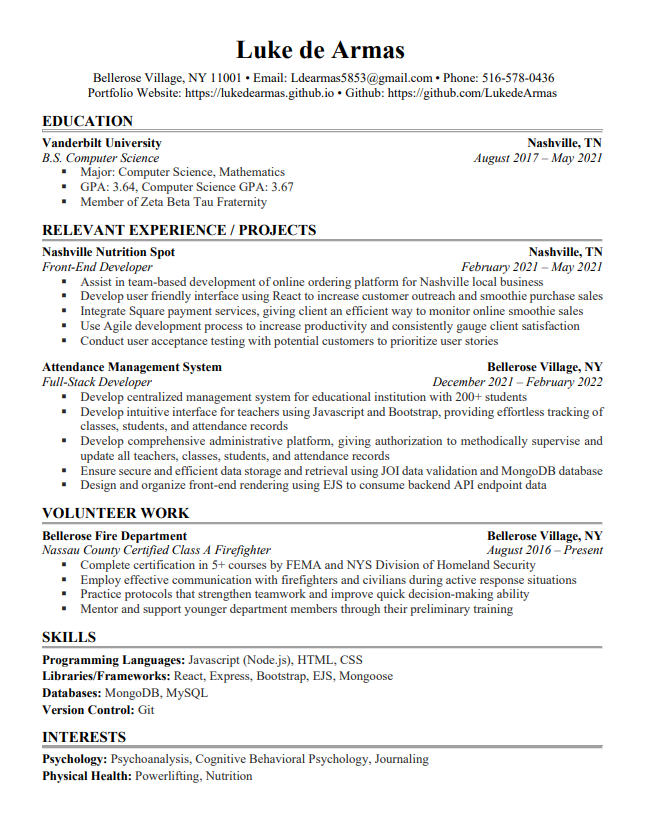 Luke de Armas
Bellerose Village, NY 11001 • Email: Ldearmas5853@gmail.com • Phone: 516-578-0436
Portfolio Website: https://lukedearmas.github.io • Github: https://github.com/LukedeArmas
EDUCATION
Vanderbilt University Nashville, TN
B.S. Computer Science August 2017 – May 2021
▪ Major: Computer Science, Mathematics
▪ GPA: 3.64, Computer Science GPA: 3.67
▪ Member of Zeta Beta Tau Fraternity
RELEVANT EXPERIENCE / PROJECTS
Nashville Nutrition Spot Nashville, TN
Front-End Developer February 2021 – May 2021
▪ Assist in team-based development of online ordering platform for Nashville local business
▪ Develop user friendly interface using React to increase customer outreach and smoothie purchase sales
▪ Integrate Square payment services, giving client an efficient way to monitor online smoothie sales
▪ Use Agile development process to increase productivity and consistently gauge client satisfaction
▪ Conduct user acceptance testing with potential customers to prioritize user stories
Attendance Management System Bellerose Village, NY
Full-Stack Developer December 2021 – February 2022
▪ Develop centralized management system for educational institution with 200+ students
▪ Develop intuitive interface for teachers using Javascript and Bootstrap, providing effortless tracking of
classes, students, and attendance records
▪ Develop comprehensive administrative platform, giving authorization to methodically supervise and
update all teachers, classes, students, and attendance records
▪ Ensure secure and efficient data storage and retrieval using JOI data validation and MongoDB database
▪ Design and organize front-end rendering using EJS to consume backend API endpoint data
VOLUNTEER WORK
Bellerose Fire Department Bellerose Village, NY
Nassau County Certified Class A Firefighter August 2016 – Present
▪ Complete certification in 5+ courses by FEMA and NYS Division of Homeland Security
▪ Employ effective communication with firefighters and civilians during active response situations
▪ Practice protocols that strengthen teamwork and improve quick decision-making ability
▪ Mentor and support younger department members through their preliminary training
SKILLS
Programming Languages: Javascript (Node.js), HTML, CSS
Libraries/Frameworks: React, Express, Bootstrap, EJS, Mongoose
Databases: MongoDB, MySQL
Version Control: Git
INTERESTS
Psychology: Psychoanalysis, Cognitive Behavioral Psychology, Journaling
Physical Health: Powerlifting, Nutrition